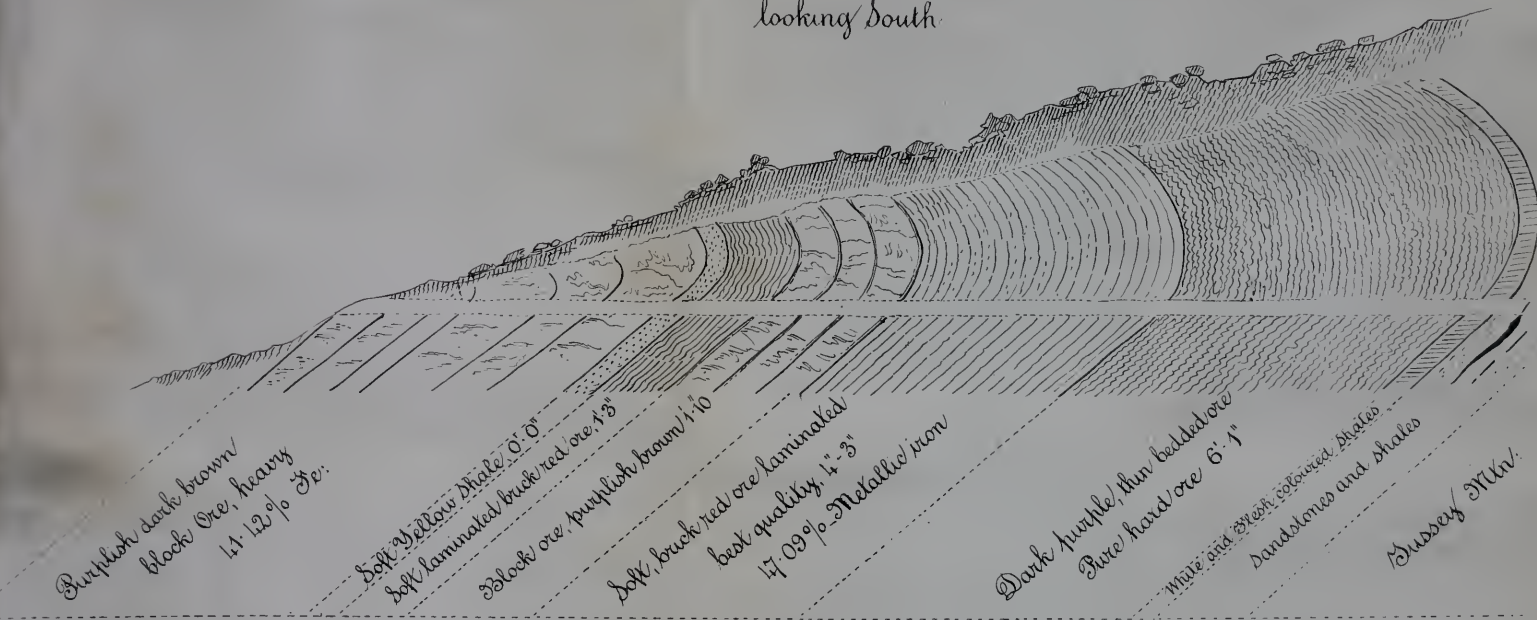 looking South
Purplish dark brown
block Ore, heavy
41.42% Fe.
Soft Yellow Shale, 0'.0"
Soft laminated brick red ore, 1'.3"
Block ore, purplish brown 1'.10"
Soft, brick red ore laminated
best quality, 4'-3"
47.09% Metallic iron
Dark purple, thin bedded ore
Pure hard ore 6'.1"
White and Flesh coloured shales,
Sandstones and shales
Tussey Mtn.